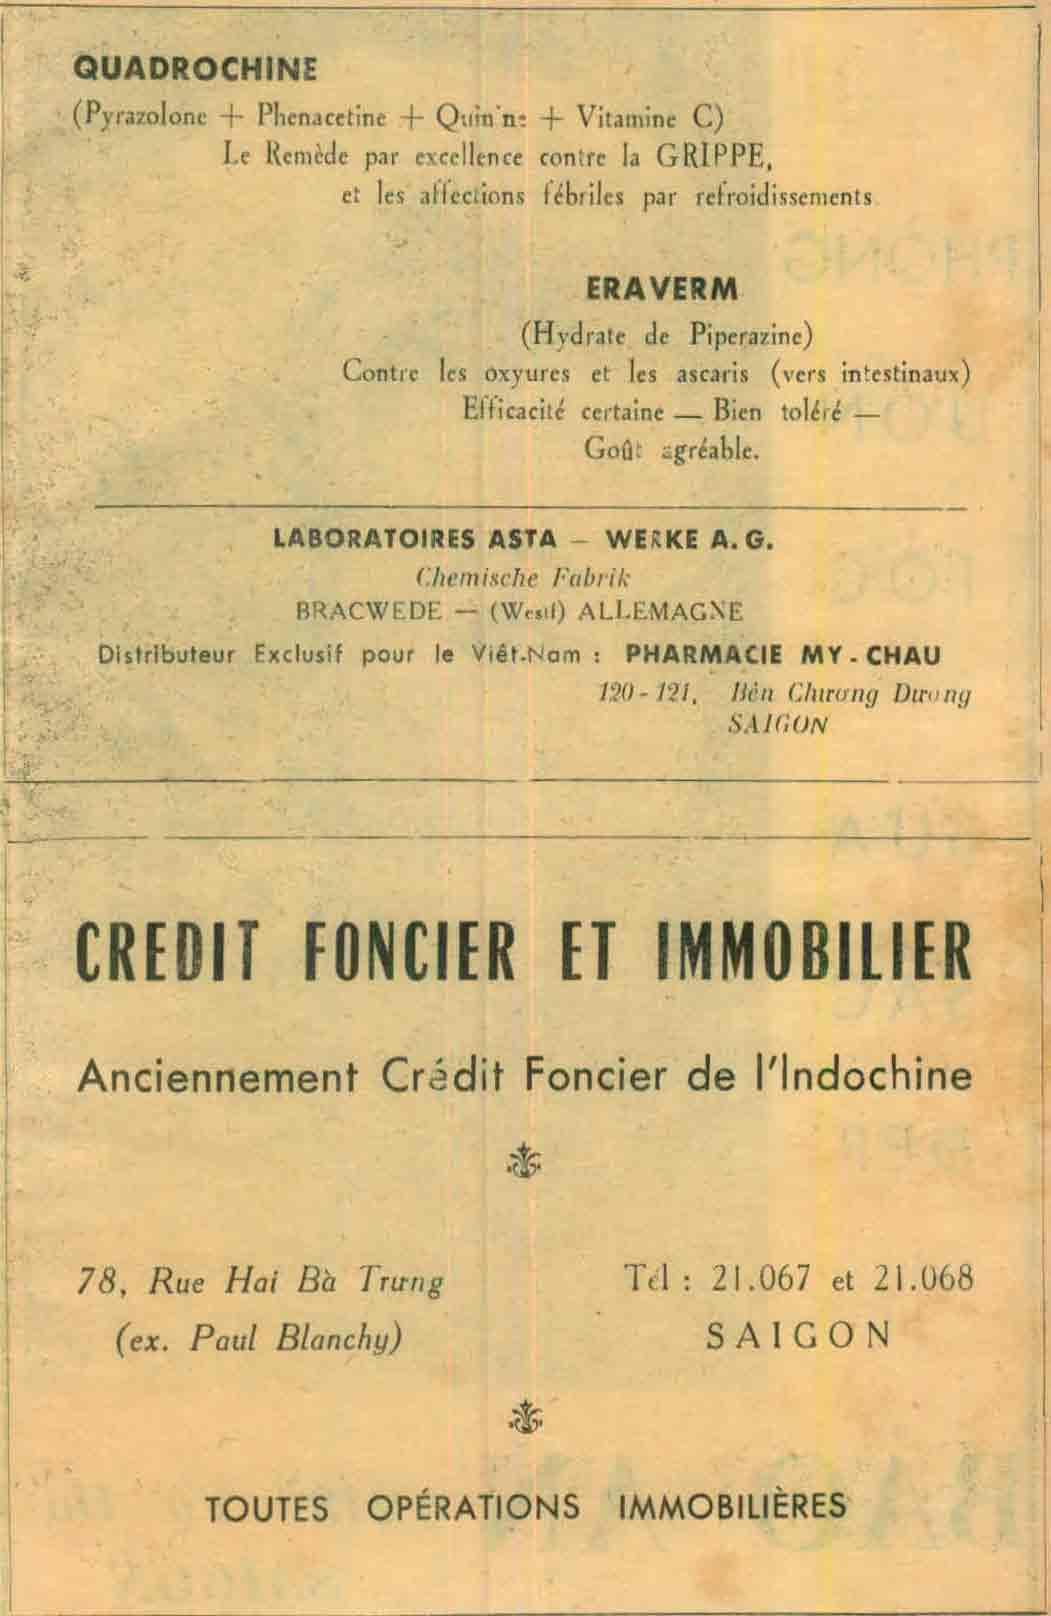 QUADROCHINE
(Pyrazolone + Phenacetine + Quinine + Vitamine C)
Le Remède par excellence contre la GRIPPE,
et les affections fébriles par refroidissements
ERAVERM
(Hydrate de Piperazine)
Contre les oxyures et les ascaris (vers intestinaux)
Efficacité certaine — Bien toléré —
Goût agréable.
LABORATOIRES ASTA — WERKE A.G.
Chemische Fabrik
BRACWEDE — (Westf) ALLEMAGNE
Distributeur Exclusif pour le Viêt-Nam : PHARMACIE MY-CHAU
120-121, Bến Chương Dương
SAIGON
CREDIT FONCIER ET IMMOBILIER
Anciennement Crédit Foncier de l'Indochine
78, Rue Hai Bà Trưng
(ex. Paul Blanchy)
Tél : 21.067 et 21.068
SAIGON
TOUTES OPÉRATIONS IMMOBILIÈRES